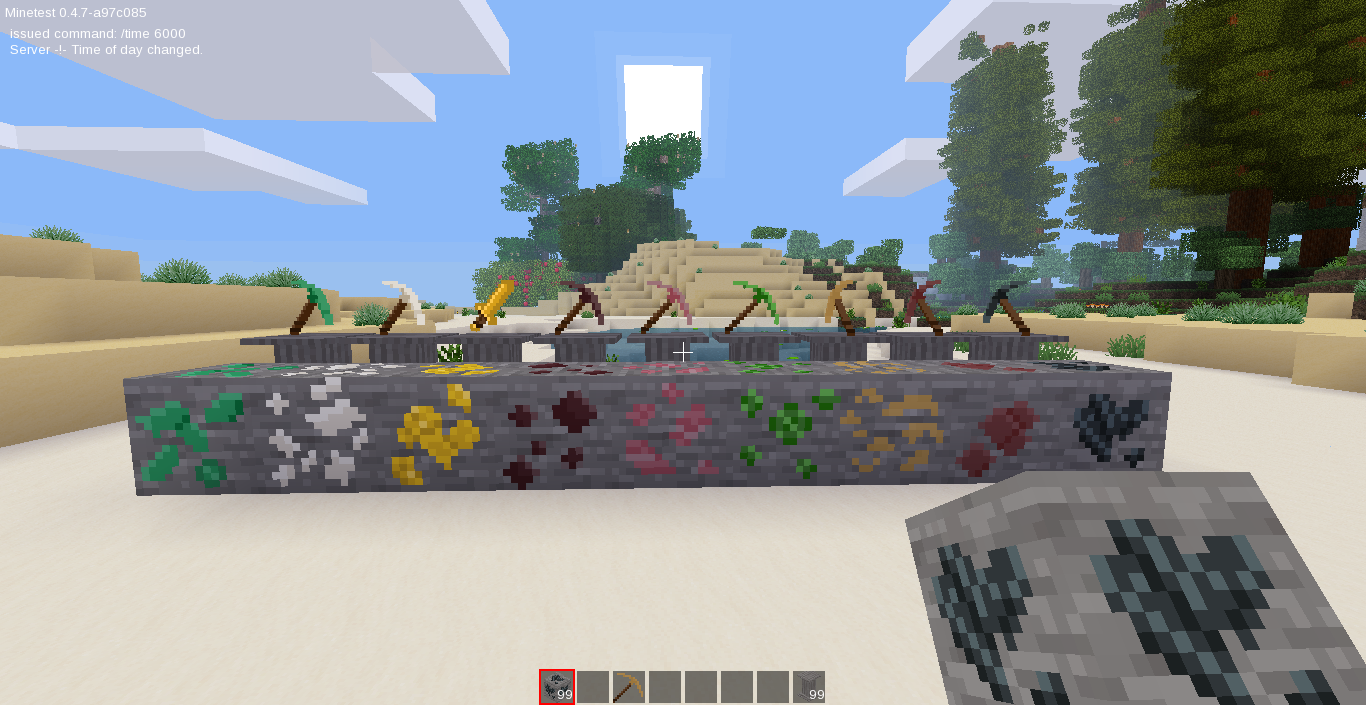 Minetest 0.4.7-a97c085
issued command: /time 6000
Server -!- Time of day changed.
99
99